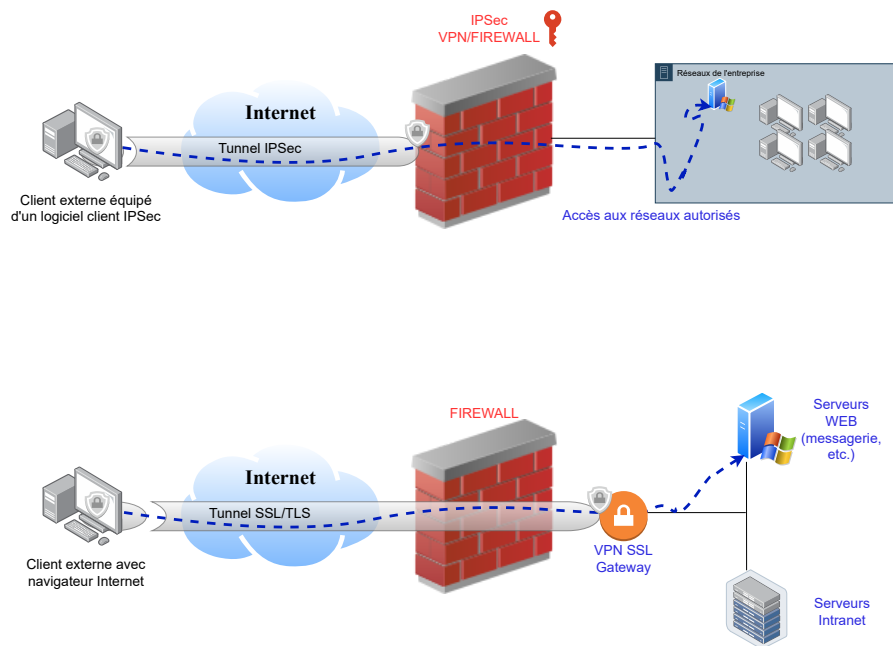 IPSec
VPN/FIREWALL
Réseaux de l'entreprise
Internet
Tunnel IPSec
Client externe équipé
d'un logiciel client IPSec
Accès aux réseaux autorisés
FIREWALL
Serveurs
WEB
(messagerie,
etc.)
Internet
Tunnel SSL/TLS
Client externe avec
navigateur Internet
VPN SSL
Gateway
Serveurs
Intranet